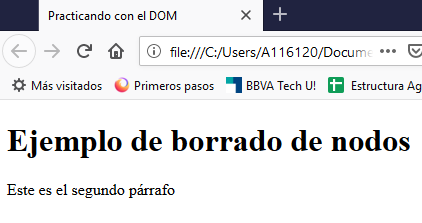 Practicando con el DOM
file:///C:/Users/A116120/Docume
Más visitados Primeros pasos BBVA Tech U! Estructura Ag
Ejemplo de borrado de nodos
Este es el segundo párrafo